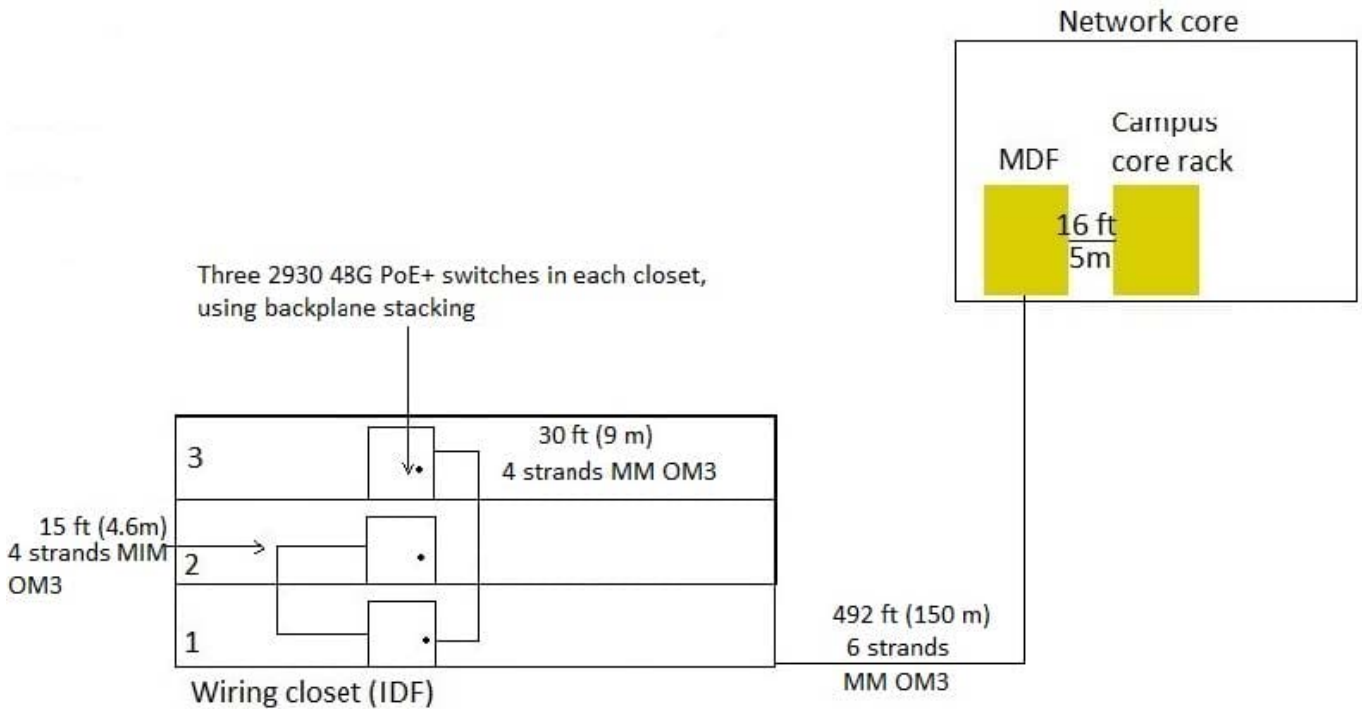 Network core
MDF
Campus
core rack
16 ft
5m
Three 2930 48G PoE+ switches in each closet,
using backplane stacking
3
30 ft (9 m)
4 strands MM OM3
15 ft (4.6m)
4 strands MIM
OM3
2
1
492 ft (150 m)
6 strands
MM OM3
Wiring closet (IDF)